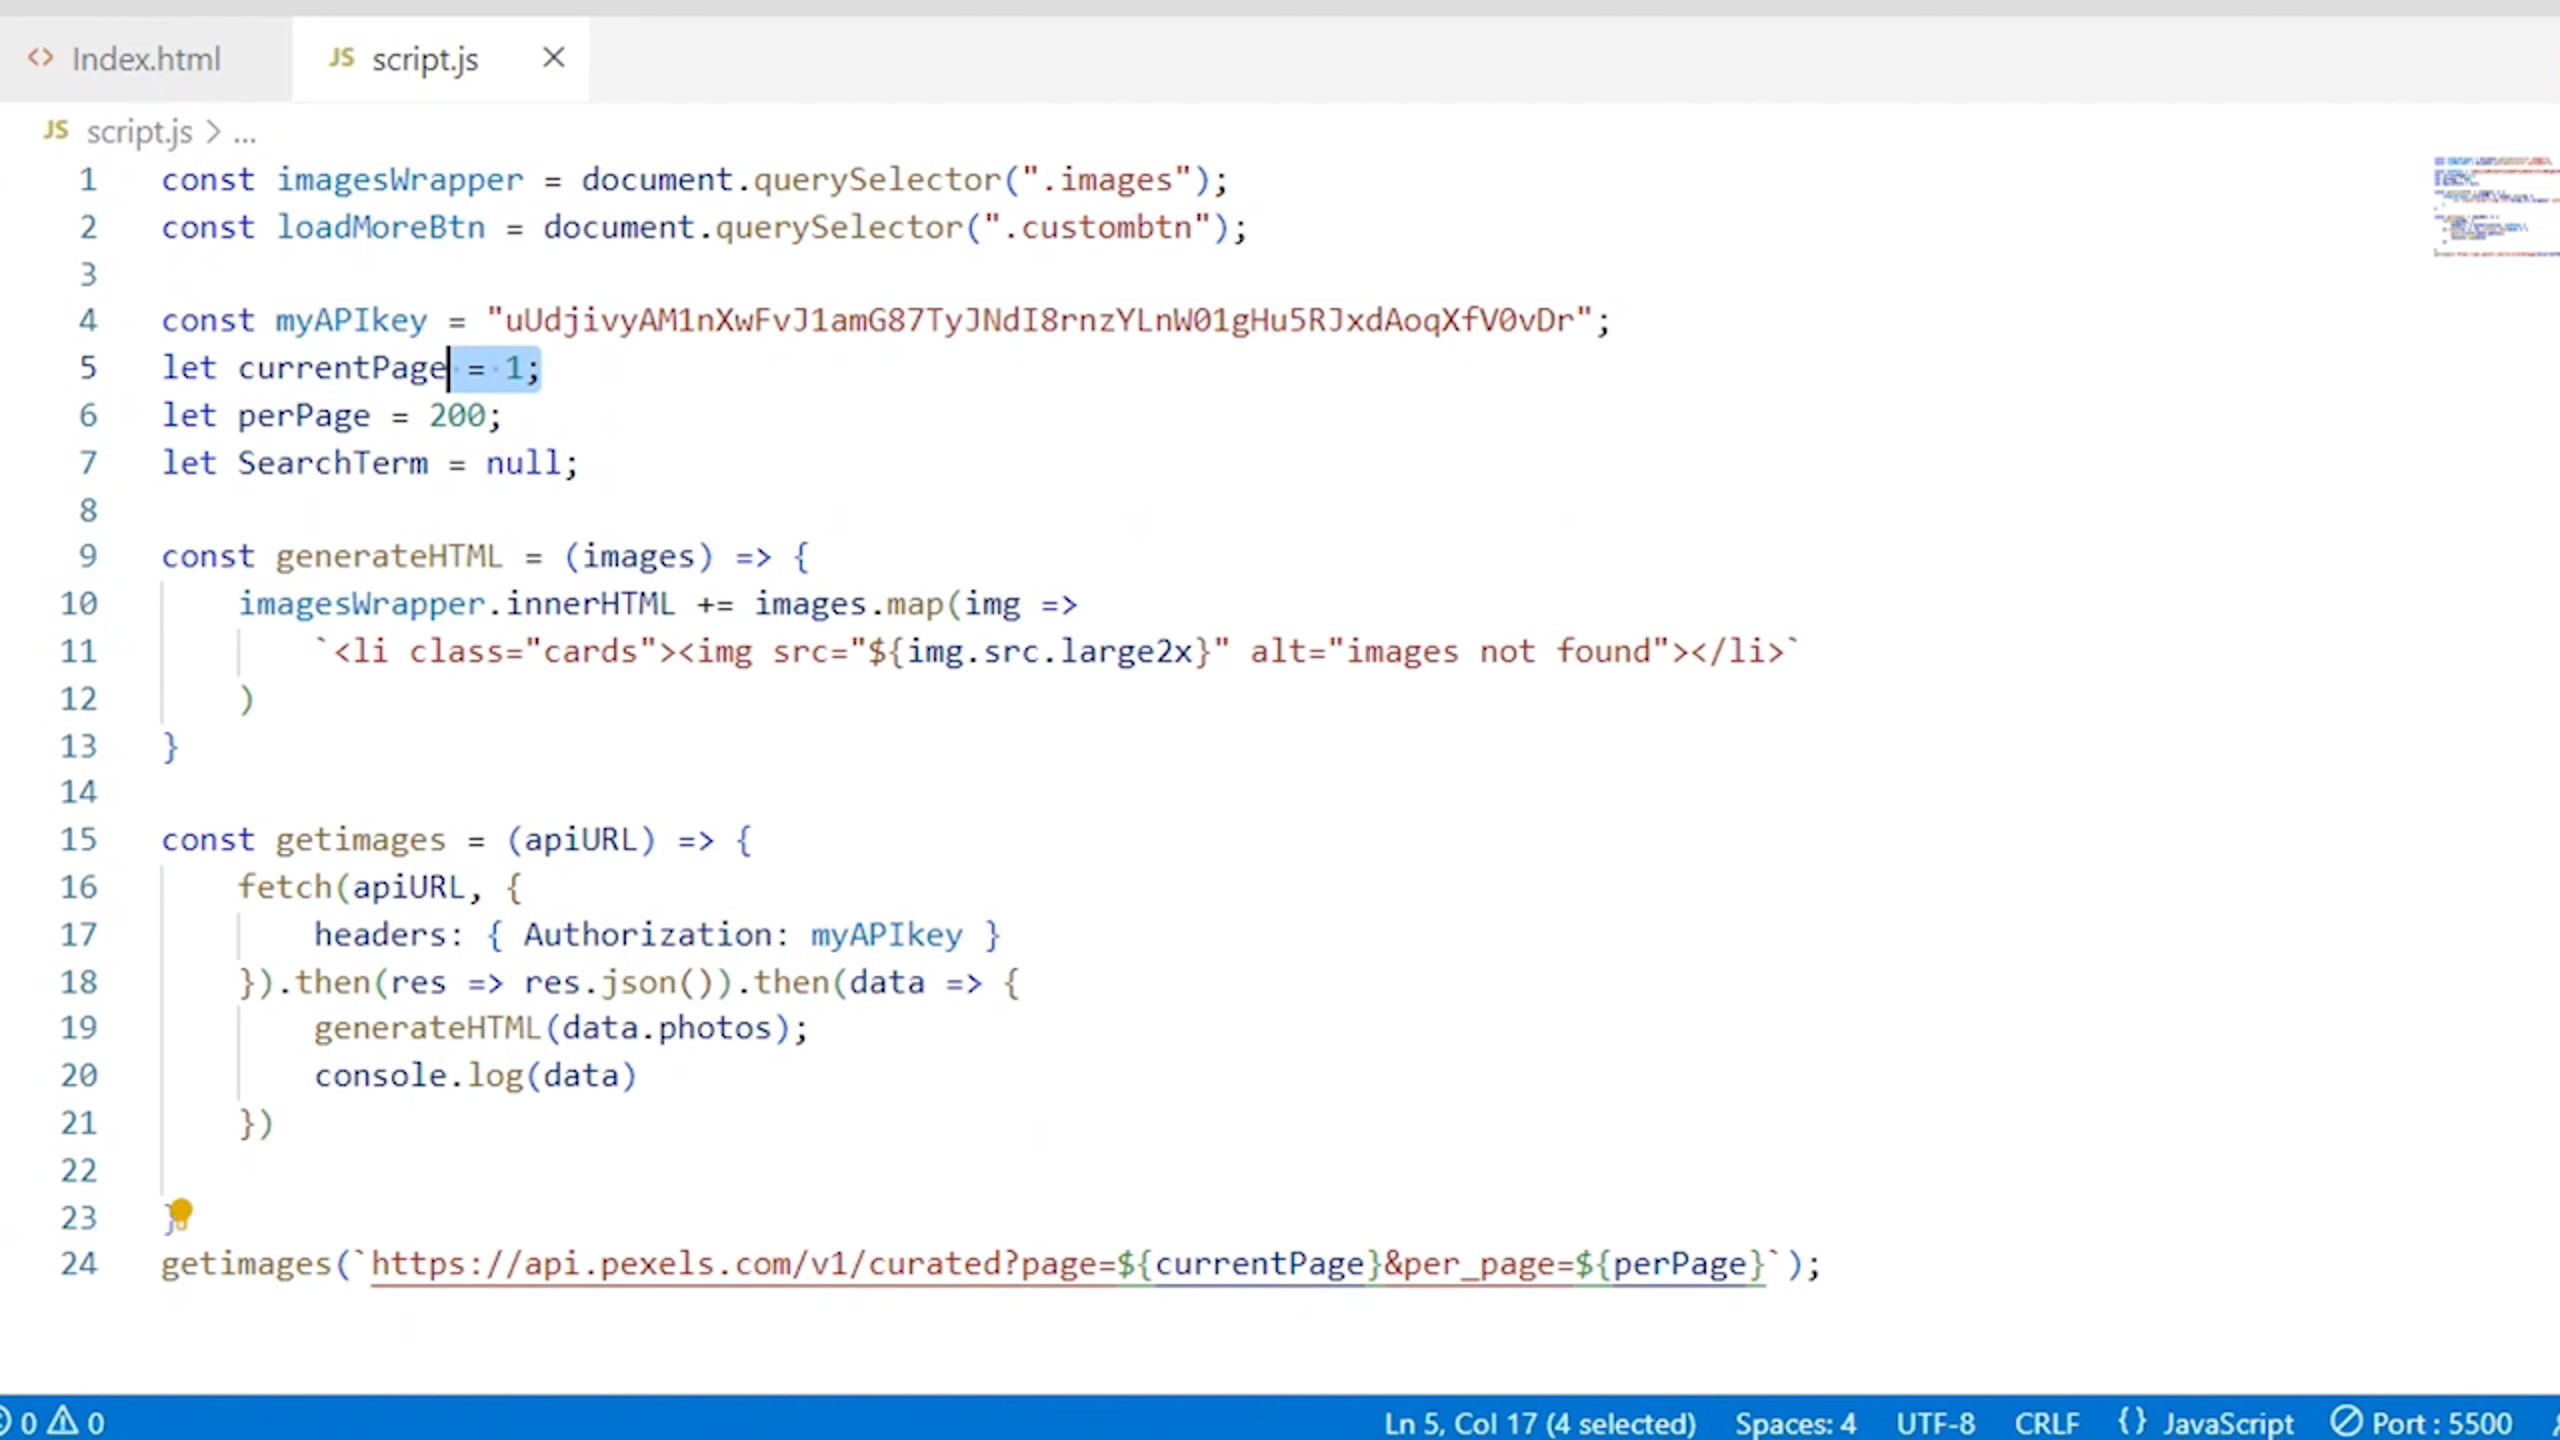 Index.html
JS script.js
JS script.js > ...
1 const imagesWrapper = document.querySelector(".images");
2 const loadMoreBtn = document.querySelector(".custombtn");
3
4 const myAPIkey = "uUdjivyAM1nXwFvJ1amG87TyJNdI8rnzYLnW01gHu5RJxdAoqXfV0vDr";
5 let currentPage = 1;
6 let perPage = 200;
7 let SearchTerm = null;
8
9 const generateHTML = (images) => {
10     imagesWrapper.innerHTML += images.map(img =>
11         `<li class="cards"><img src="${img.src.large2x}" alt="images not found"></li>`
12     )
13 }
14
15 const getimages = (apiURL) => {
16     fetch(apiURL, {
17         headers: { Authorization: myAPIkey }
18     }).then(res => res.json()).then(data => {
19         generateHTML(data.photos);
20         console.log(data)
21     })
22
23 }
24 getimages(`https://api.pexels.com/v1/curated?page=${currentPage}&per_page=${perPage}`);
0 0 Ln 5, Col 17 (4 selected) Spaces: 4 UTF-8 CRLF {} JavaScript Port : 5500